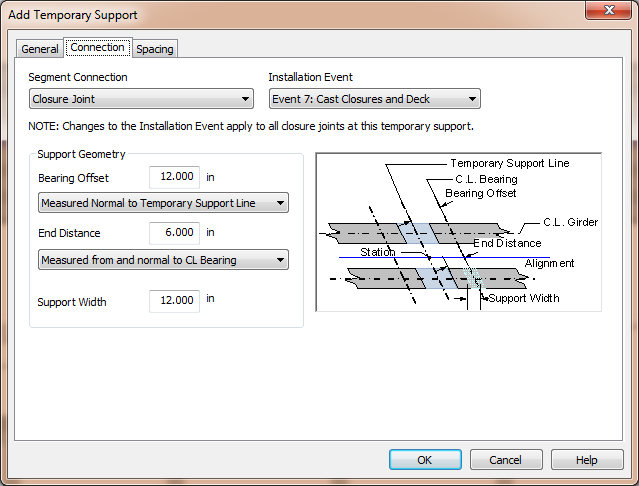 Add Temporary Support
General Connection Spacing
Segment Connection Installation Event
Closure Joint Event 7: Cast Closures and Deck
NOTE: Changes to the Installation Event apply to all closure joints at this temporary support.
Support Geometry
Bearing Offset 12.000 in
Measured Normal to Temporary Support Line
End Distance 6.000 in
Measured from and normal to CL Bearing
Support Width 12.000 in
Temporary Support Line
C.L. Bearing
Bearing Offset
C.L. Girder
End Distance
Station
Alignment
Support Width
OK Cancel Help